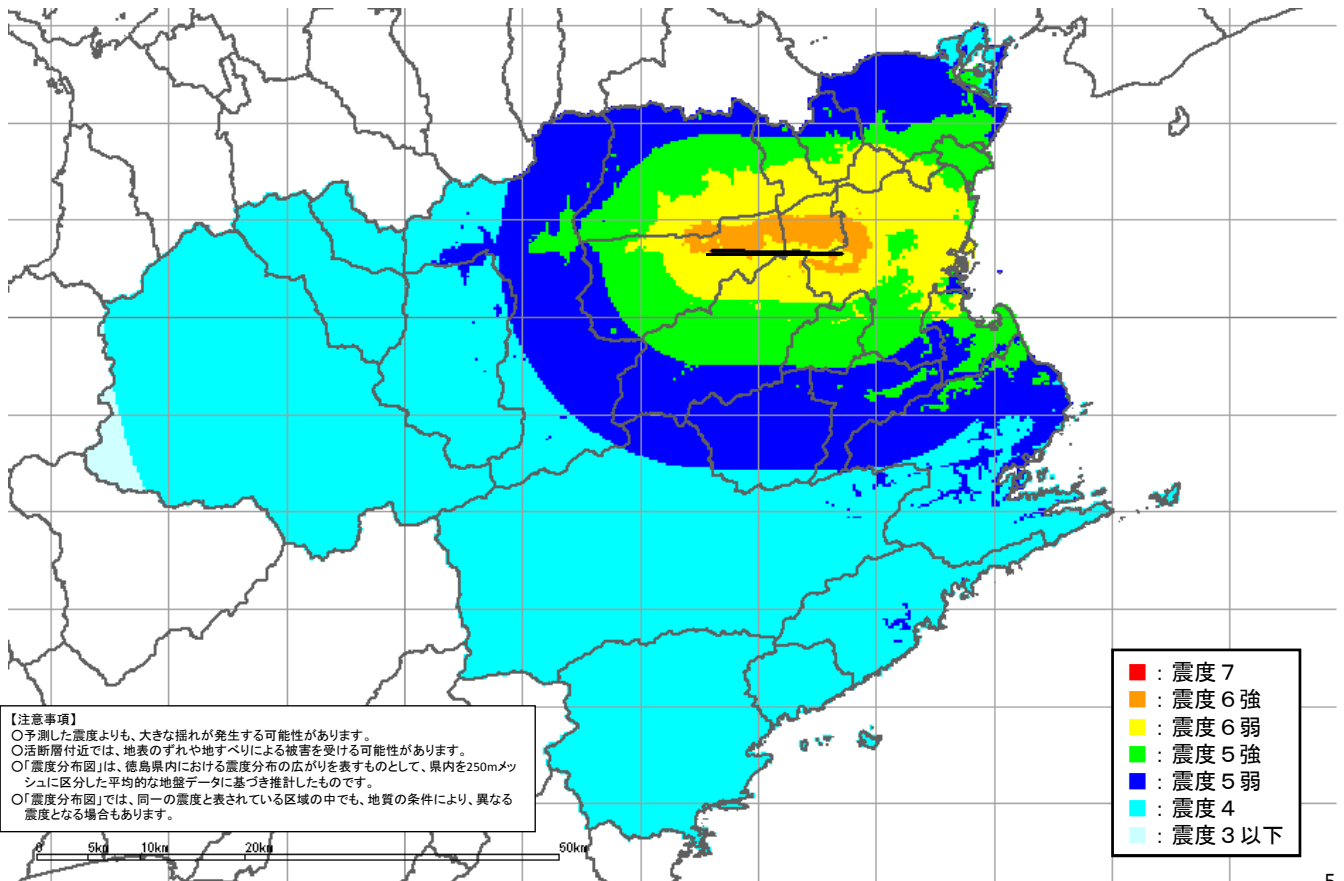 ：震度７
：震度６強
：震度６弱
：震度５強
：震度５弱
：震度４
：震度３以下
【注意事項】
○予測した震度よりも、大きな揺れが発生する可能性があります。
○活断層付近では、地表のずれや地すべりによる被害を受ける可能性があります。
○「震度分布図」は、徳島県内における震度分布の広がりを表すものとして、県内を250mメッ
シュに区分した平均的な地盤データに基づき推計したものです。
○「震度分布図」では、同一の震度と表されている区域の中でも、地質の条件により、異なる
震度となる場合もあります。
0 5km 10km 20km 50km
5